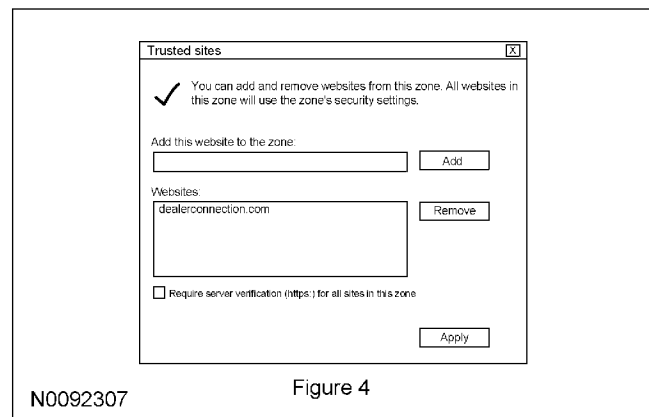 Trusted sites
X
You can add and remove websites from this zone. All websites in
this zone will use the zone's security settings.
Add this website to the zone:
Add
Websites:
dealerconnection.com
Remove
Require server verification (https:) for all sites in this zone
Apply
Figure 4
N0092307